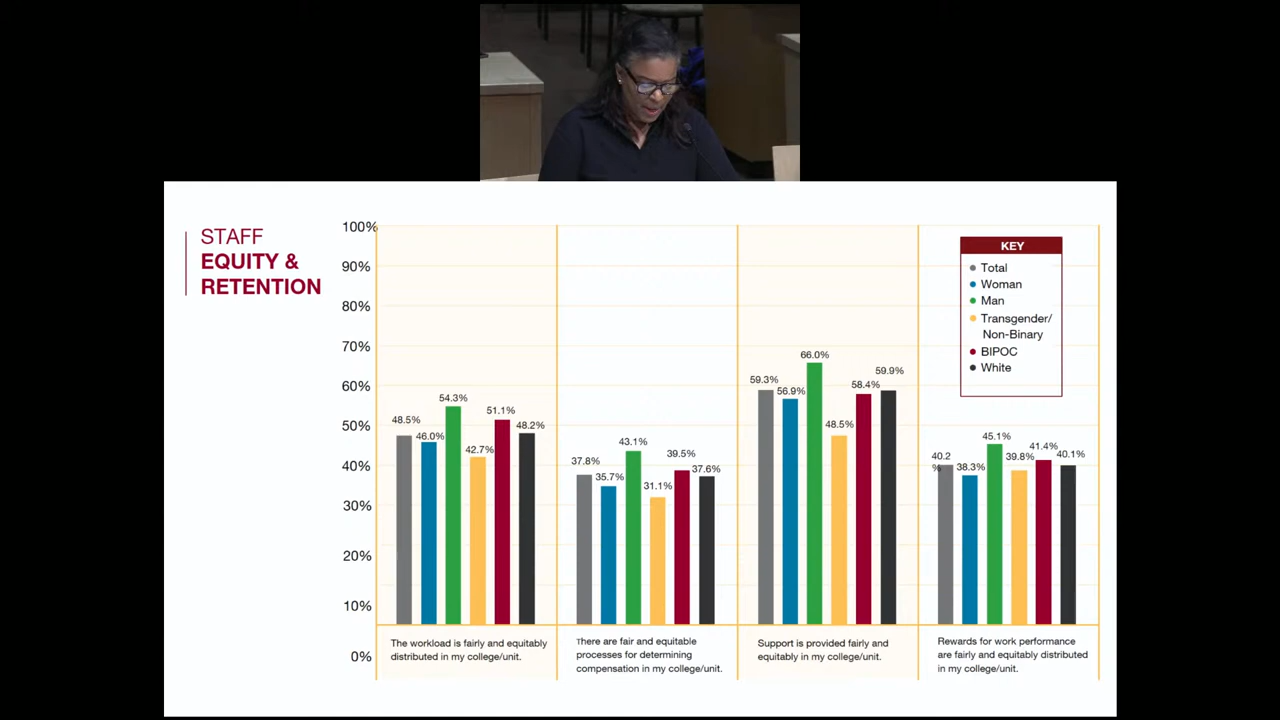 STAFF
EQUITY &
RETENTION
100%
90%
80%
70%
60%
50%
40%
30%
20%
10%
0%
KEY
Total
Woman
Man
Transgender/
Non-Binary
BIPOC
White
48.5%
46.0%
54.3%
42.7%
51.1%
48.2%
37.8%
35.7%
43.1%
31.1%
39.5%
37.6%
59.3%
56.9%
66.0%
48.5%
58.4%
59.9%
40.2
%
38.3%
45.1%
39.8%
41.4%
40.1%
The workload is fairly and equitably
distributed in my college/unit.
There are fair and equitable
processes for determining
compensation in my college/unit.
Support is provided fairly and
equitably in my college/unit.
Rewards for work performance
are fairly and equitably distributed
in my college/unit.